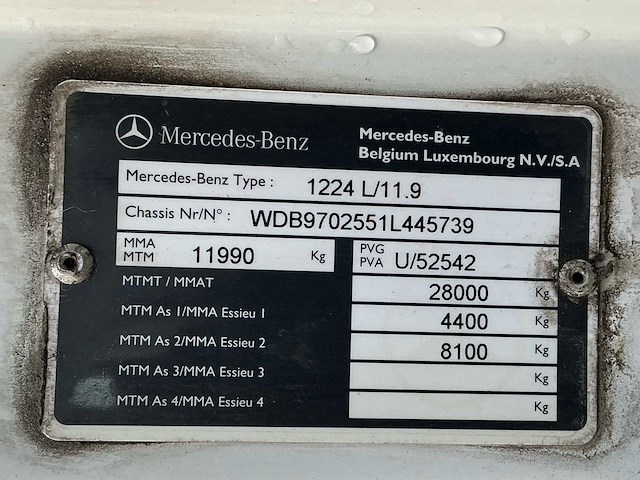 Mercedes-Benz
Mercedes-Benz
Belgium Luxembourg N.V./S.A
Mercedes-Benz Type : 1224 L/11.9
Chassis Nr/N° : WDB9702551L445739
MMA
MTM 11990 Kg
PVG
PVA U/52542
MTMT / MMAT 28000 Kg
MTM As 1/MMA Essieu 1 4400 Kg
MTM As 2/MMA Essieu 2 8100 Kg
MTM As 3/MMA Essieu 3 Kg
MTM As 4/MMA Essieu 4 Kg